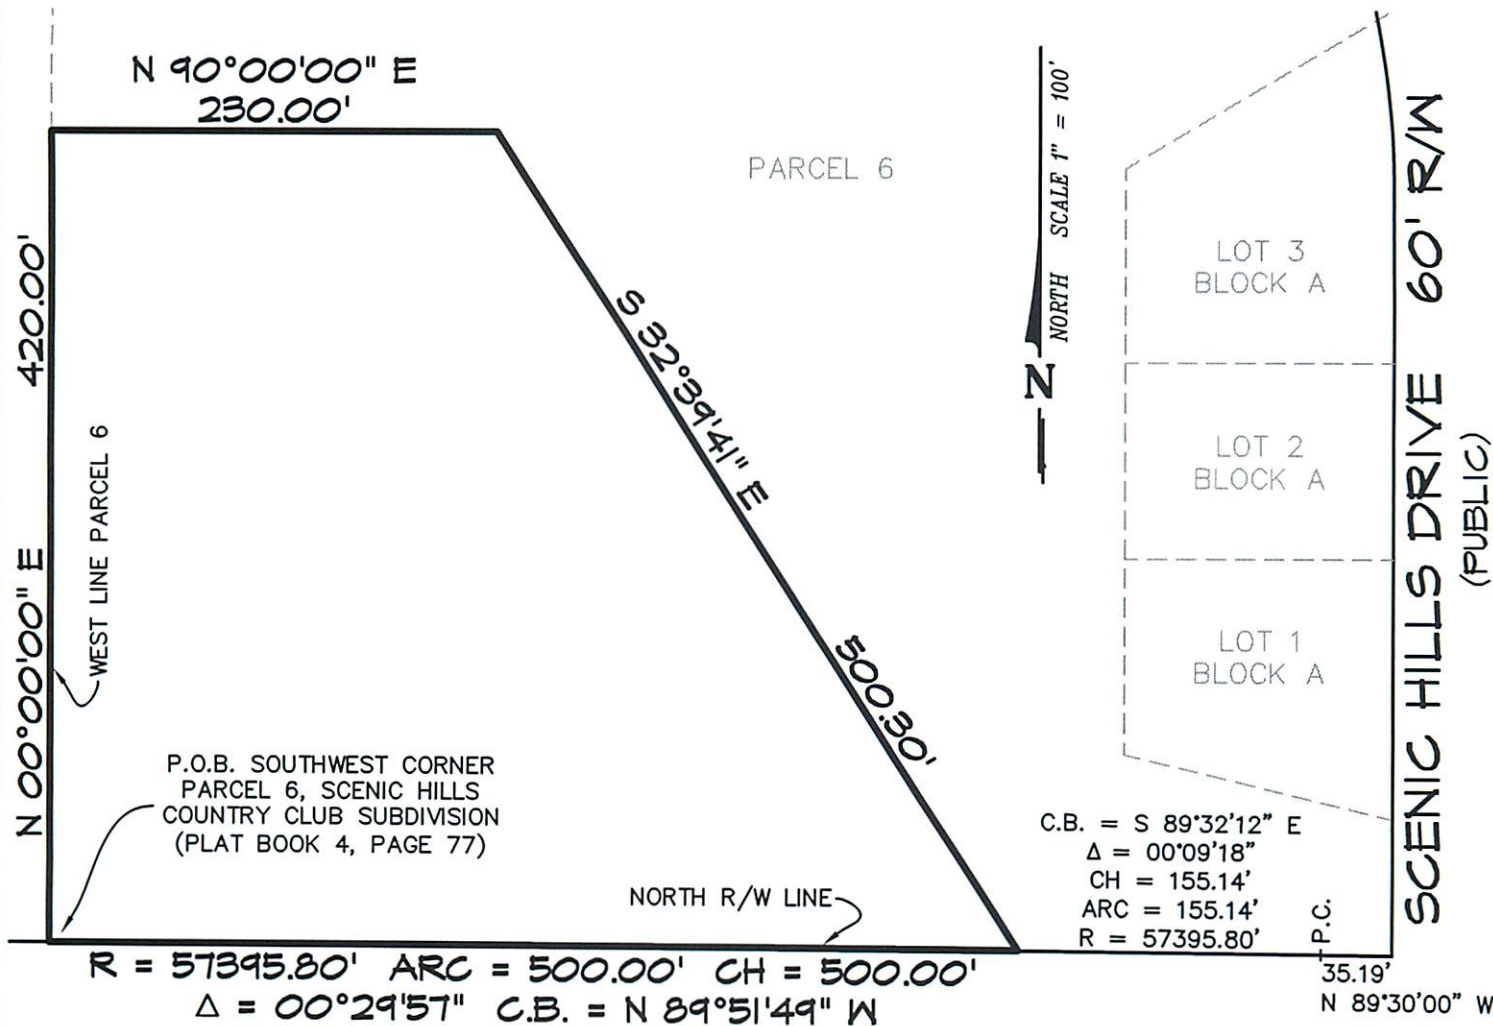 N 90°00'00" E
230.00'
PARCEL 6
NORTH SCALE 1" = 100'
N
LOT 3
BLOCK A
LOT 2
BLOCK A
LOT 1
BLOCK A
SCENIC HILLS DRIVE 60' R/W
(PUBLIC)
N 00°00'00" E 420.00'
WEST LINE PARCEL 6
S 32°39'41" E 500.30'
P.O.B. SOUTHWEST CORNER
PARCEL 6, SCENIC HILLS
COUNTRY CLUB SUBDIVISION
(PLAT BOOK 4, PAGE 77)
NORTH R/W LINE
C.B. = S 89°32'12" E
Δ = 00°09'18"
CH = 155.14'
ARC = 155.14'
R = 57395.80'
P.C.
35.19'
N 89°30'00" W
R = 57395.80' ARC = 500.00' CH = 500.00'
Δ = 00°29'57" C.B. = N 89°51'49" W